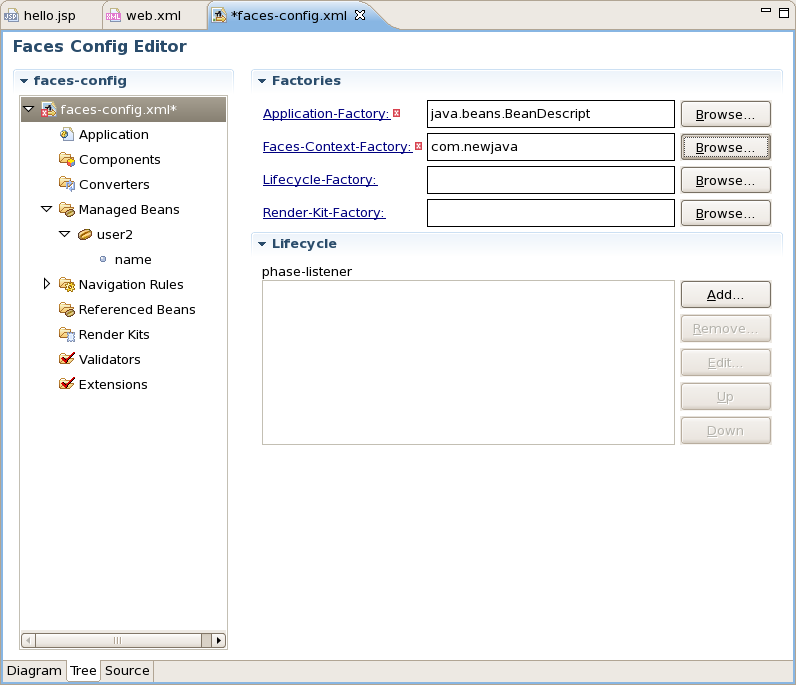 hello.jsp
web.xml
*faces-config.xml
Faces Config Editor
faces-config
faces-config.xml*
Application
Components
Converters
Managed Beans
user2
name
Navigation Rules
Referenced Beans
Render Kits
Validators
Extensions
Factories
Application-Factory: java.beans.BeanDescript Browse...
Faces-Context-Factory: com.newjava Browse...
Lifecycle-Factory: Browse...
Render-Kit-Factory: Browse...
Lifecycle
phase-listener
Add...
Remove...
Edit...
Up
Down
Diagram Tree Source